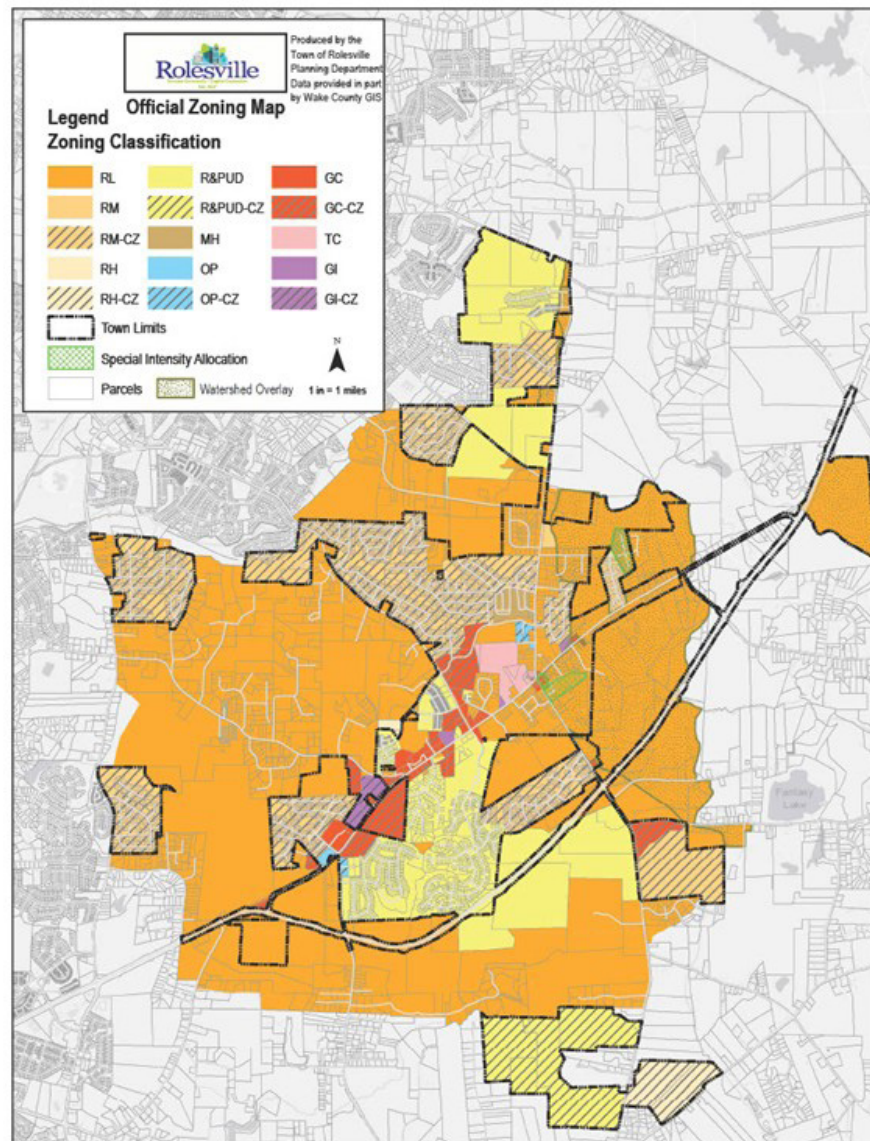 Rolesville
Produced by the
Town of Rolesville
Planning Department
Data provided in part
by Wake County GIS
Official Zoning Map
Legend
Zoning Classification
RL
R&PUD
GC
RM
R&PUD-CZ
GC-CZ
RM-CZ
MH
TC
RH
OP
GI
RH-CZ
OP-CZ
GI-CZ
Town Limits
Special Intensity Allocation
N
Parcels
Watershed Overlay
1 in = 1 miles
Fantasy
Lake